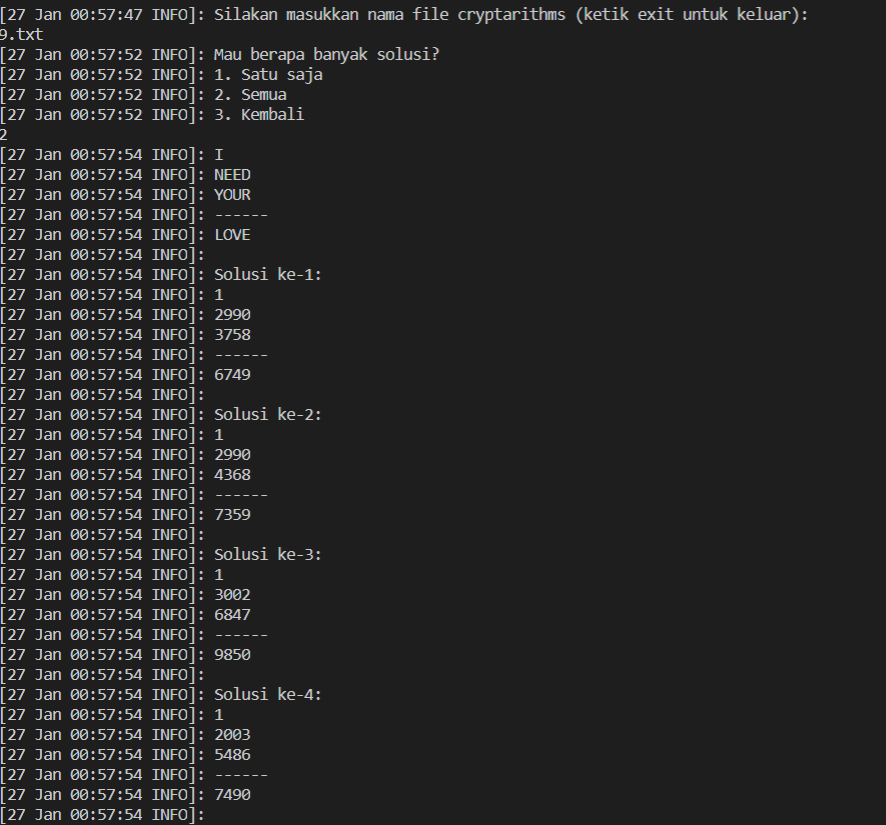 [27 Jan 00:57:47 INFO]: Silakan masukkan nama file cryptarithms (ketik exit untuk keluar):
9.txt
[27 Jan 00:57:52 INFO]: Mau berapa banyak solusi?
[27 Jan 00:57:52 INFO]: 1. Satu saja
[27 Jan 00:57:52 INFO]: 2. Semua
[27 Jan 00:57:52 INFO]: 3. Kembali
2
[27 Jan 00:57:54 INFO]: I
[27 Jan 00:57:54 INFO]: NEED
[27 Jan 00:57:54 INFO]: YOUR
[27 Jan 00:57:54 INFO]: ------
[27 Jan 00:57:54 INFO]: LOVE
[27 Jan 00:57:54 INFO]:
[27 Jan 00:57:54 INFO]: Solusi ke-1:
[27 Jan 00:57:54 INFO]: 1
[27 Jan 00:57:54 INFO]: 2990
[27 Jan 00:57:54 INFO]: 3758
[27 Jan 00:57:54 INFO]: ------
[27 Jan 00:57:54 INFO]: 6749
[27 Jan 00:57:54 INFO]:
[27 Jan 00:57:54 INFO]: Solusi ke-2:
[27 Jan 00:57:54 INFO]: 1
[27 Jan 00:57:54 INFO]: 2990
[27 Jan 00:57:54 INFO]: 4368
[27 Jan 00:57:54 INFO]: ------
[27 Jan 00:57:54 INFO]: 7359
[27 Jan 00:57:54 INFO]:
[27 Jan 00:57:54 INFO]: Solusi ke-3:
[27 Jan 00:57:54 INFO]: 1
[27 Jan 00:57:54 INFO]: 3002
[27 Jan 00:57:54 INFO]: 6847
[27 Jan 00:57:54 INFO]: ------
[27 Jan 00:57:54 INFO]: 9850
[27 Jan 00:57:54 INFO]:
[27 Jan 00:57:54 INFO]: Solusi ke-4:
[27 Jan 00:57:54 INFO]: 1
[27 Jan 00:57:54 INFO]: 2003
[27 Jan 00:57:54 INFO]: 5486
[27 Jan 00:57:54 INFO]: ------
[27 Jan 00:57:54 INFO]: 7490
[27 Jan 00:57:54 INFO]: